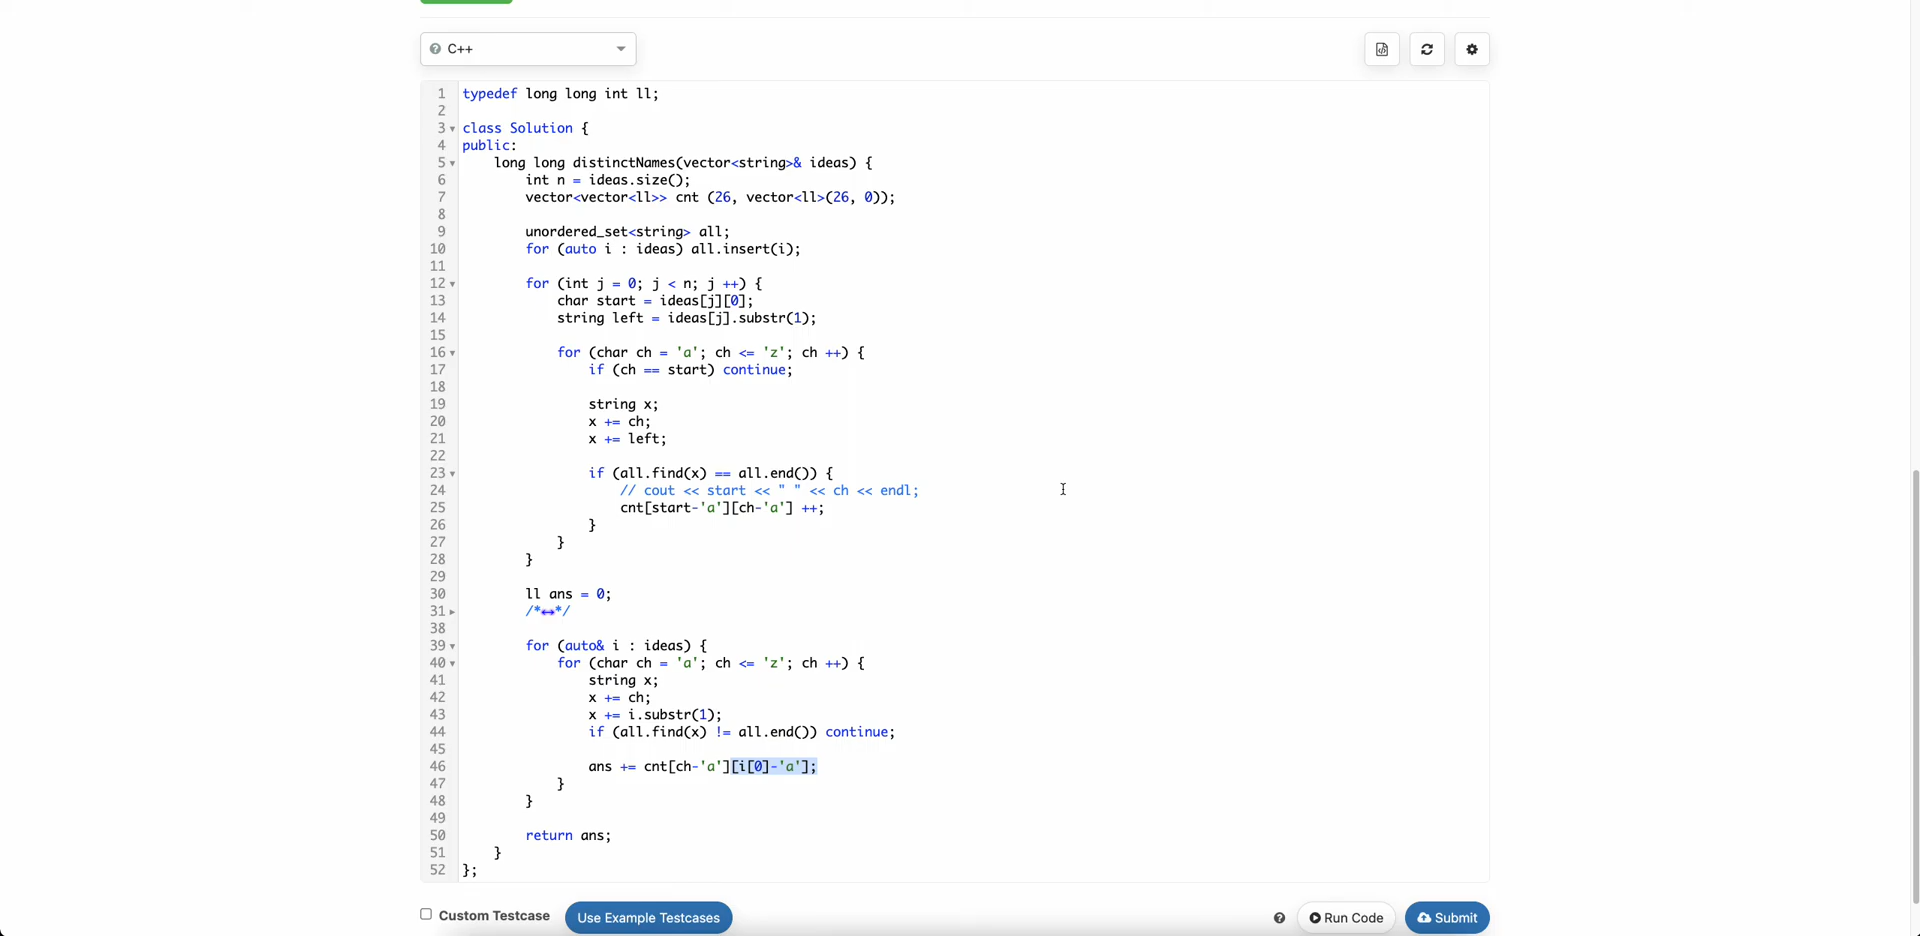 C++
1 typedef long long int ll;
2
3 class Solution {
4 public:
5     long long distinctNames(vector<string>& ideas) {
6         int n = ideas.size();
7         vector<vector<ll>> cnt (26, vector<ll>(26, 0));
8
9         unordered_set<string> all;
10         for (auto i : ideas) all.insert(i);
11
12         for (int j = 0; j < n; j ++) {
13             char start = ideas[j][0];
14             string left = ideas[j].substr(1);
15
16             for (char ch = 'a'; ch <= 'z'; ch ++) {
17                 if (ch == start) continue;
18
19                 string x;
20                 x += ch;
21                 x += left;
22
23                 if (all.find(x) == all.end()) {
24                     // cout << start << " " << ch << endl;
25                     cnt[start-'a'][ch-'a'] ++;
26                 }
27             }
28         }
29
30         ll ans = 0;
31         /*↔*/
38
39         for (auto& i : ideas) {
40             for (char ch = 'a'; ch <= 'z'; ch ++) {
41                 string x;
42                 x += ch;
43                 x += i.substr(1);
44                 if (all.find(x) != all.end()) continue;
45
46                 ans += cnt[ch-'a'][i[0]-'a'];
47             }
48         }
49
50         return ans;
51     }
52 };
Custom Testcase Use Example Testcases Run Code Submit